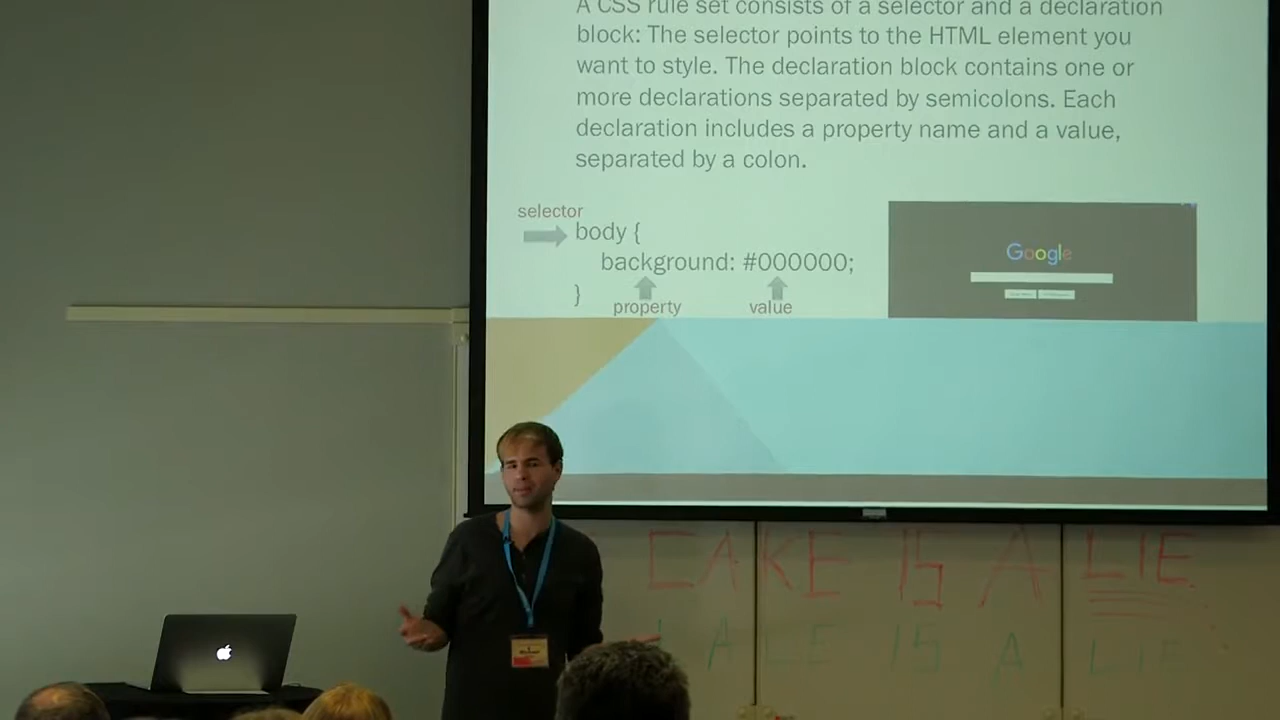 A CSS rule set consists of a selector and a declaration
block: The selector points to the HTML element you
want to style. The declaration block contains one or
more declarations separated by semicolons. Each
declaration includes a property name and a value,
separated by a colon.
selector
body {
background: #000000;
}
property
value
Google
CAKE IS A LIE
IS A LIE